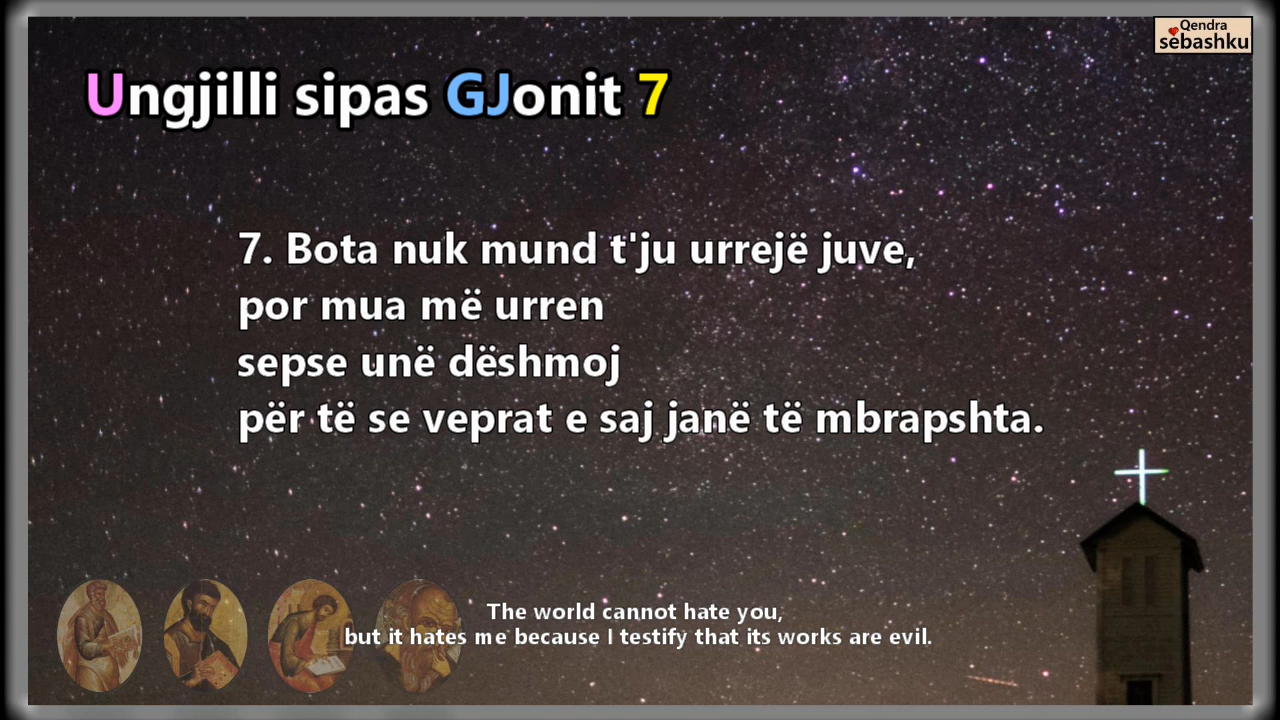 Qendra
sëbashku
Ungjilli sipas GJonit 7
7. Bota nuk mund t'ju urrejë juve,
por mua më urren
sepse unë dëshmoj
për të se veprat e saj janë të mbrapshta.
The world cannot hate you,
but it hates me because I testify that its works are evil.